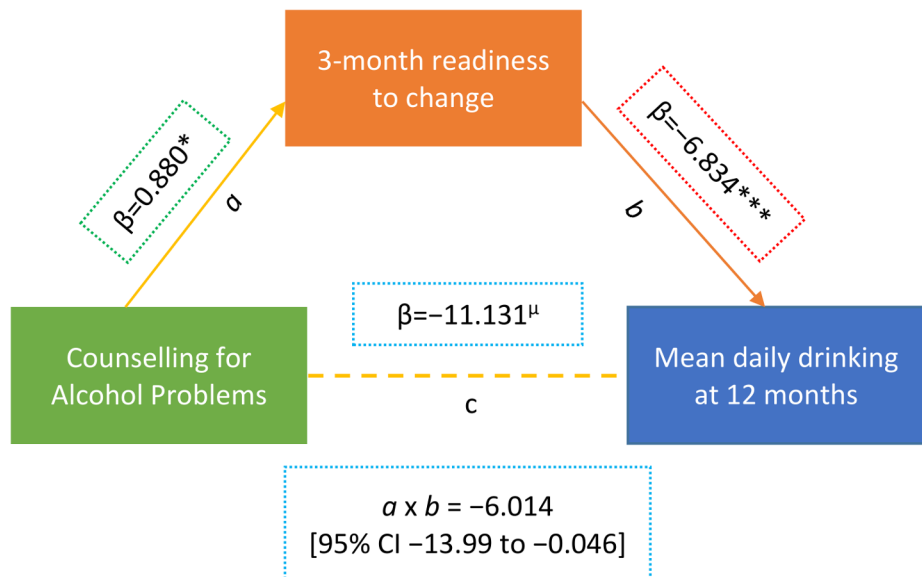 3-month readiness
to change
β=0.880*
a
β=−6.834***
b
β=−11.131ᵘ
Counselling for
Alcohol Problems
Mean daily drinking
at 12 months
c
a x b = −6.014
[95% CI −13.99 to −0.046]